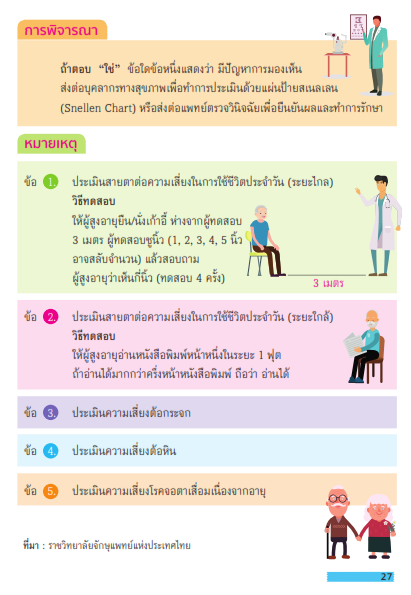 การพิจารณา
ถ้าตอบ “ใช่” ข้อใดข้อหนึ่งแสดงว่า มีปัญหาการมองเห็น
ส่งต่อบุคลากรทางสุขภาพเพื่อทำการประเมินด้วยแผ่นป้ายสเนลเลน
(Snellen Chart) หรือส่งต่อแพทย์ตรวจวินิจฉัยเพื่อยืนยันผลและทำการรักษา
หมายเหตุ
ข้อ 1. ประเมินสายตาต่อความเสี่ยงในการใช้ชีวิตประจำวัน (ระยะไกล)
วิธีทดสอบ
ให้ผู้สูงอายุยืน/นั่งเก้าอี้ ห่างจากผู้ทดสอบ
3 เมตร ผู้ทดสอบชูนิ้ว (1, 2, 3, 4, 5 นิ้ว
อาจสลับจำนวน) แล้วสอบถาม
ผู้สูงอายุว่าเห็นกี่นิ้ว (ทดสอบ 4 ครั้ง)
3 เมตร
ข้อ 2. ประเมินสายตาต่อความเสี่ยงในการใช้ชีวิตประจำวัน (ระยะใกล้)
วิธีทดสอบ
ให้ผู้สูงอายุอ่านหนังสือพิมพ์หน้าหนึ่งในระยะ 1 ฟุต
ถ้าอ่านได้มากกว่าครึ่งหน้าหนังสือพิมพ์ ถือว่า อ่านได้
ข้อ 3. ประเมินความเสี่ยงต้อกระจก
ข้อ 4. ประเมินความเสี่ยงต้อหิน
ข้อ 5. ประเมินความเสี่ยงโรคจอตาเสื่อมเนื่องจากอายุ
ที่มา : ราชวิทยาลัยจักษุแพทย์แห่งประเทศไทย
27